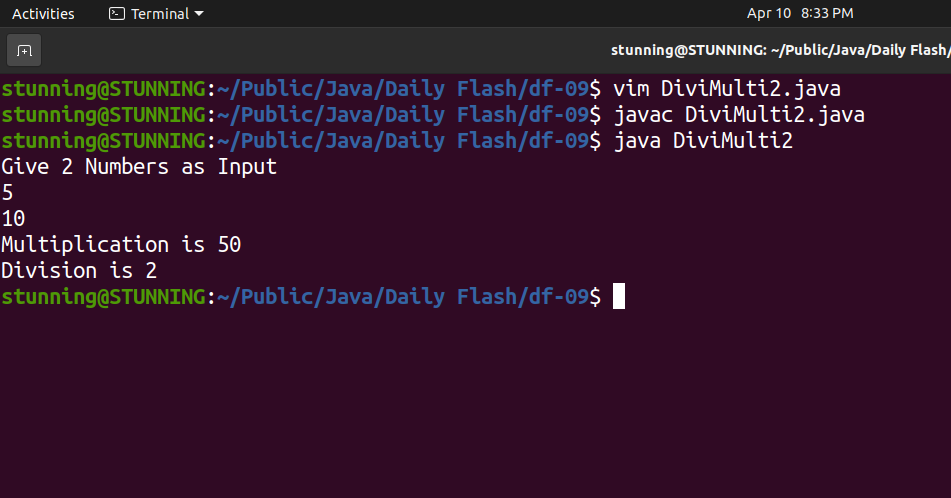 Activities Terminal Apr 10 8:33 PM
stunning@STUNNING: ~/Public/Java/Daily Flash/
stunning@STUNNING:~/Public/Java/Daily Flash/df-09$ vim DiviMulti2.java
stunning@STUNNING:~/Public/Java/Daily Flash/df-09$ javac DiviMulti2.java
stunning@STUNNING:~/Public/Java/Daily Flash/df-09$ java DiviMulti2
Give 2 Numbers as Input
5
10
Multiplication is 50
Division is 2
stunning@STUNNING:~/Public/Java/Daily Flash/df-09$